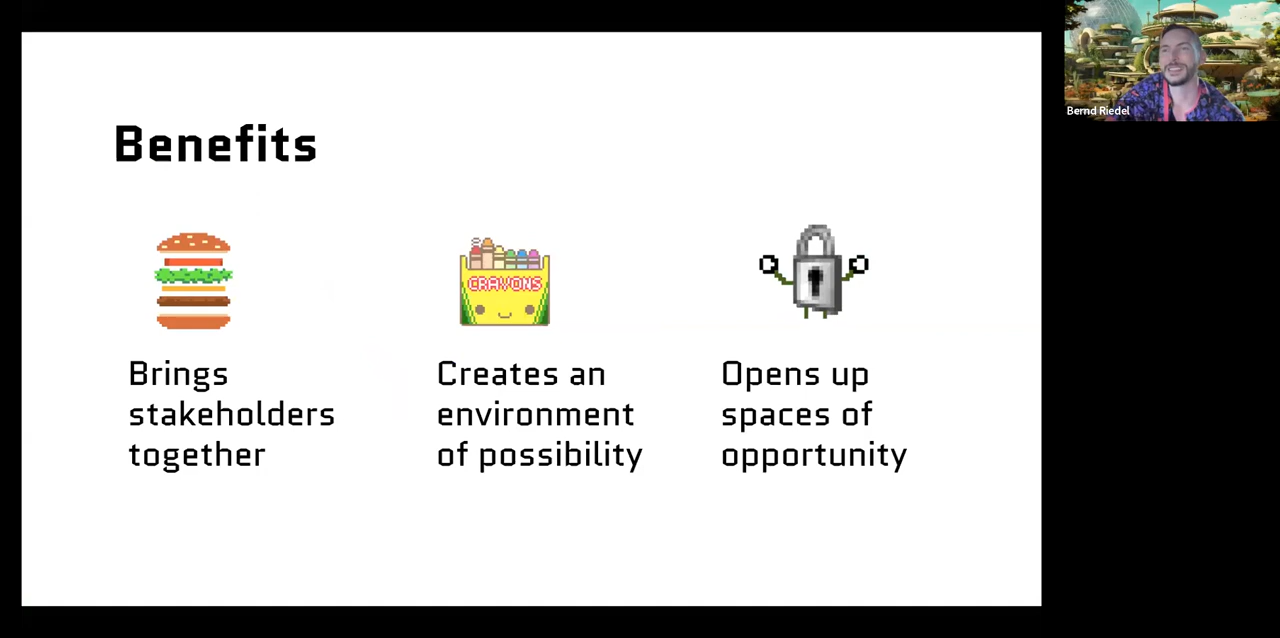 Benefits
CRAYONS
Brings
stakeholders
together
Creates an
environment
of possibility
Opens up
spaces of
opportunity
Bernd Riedel